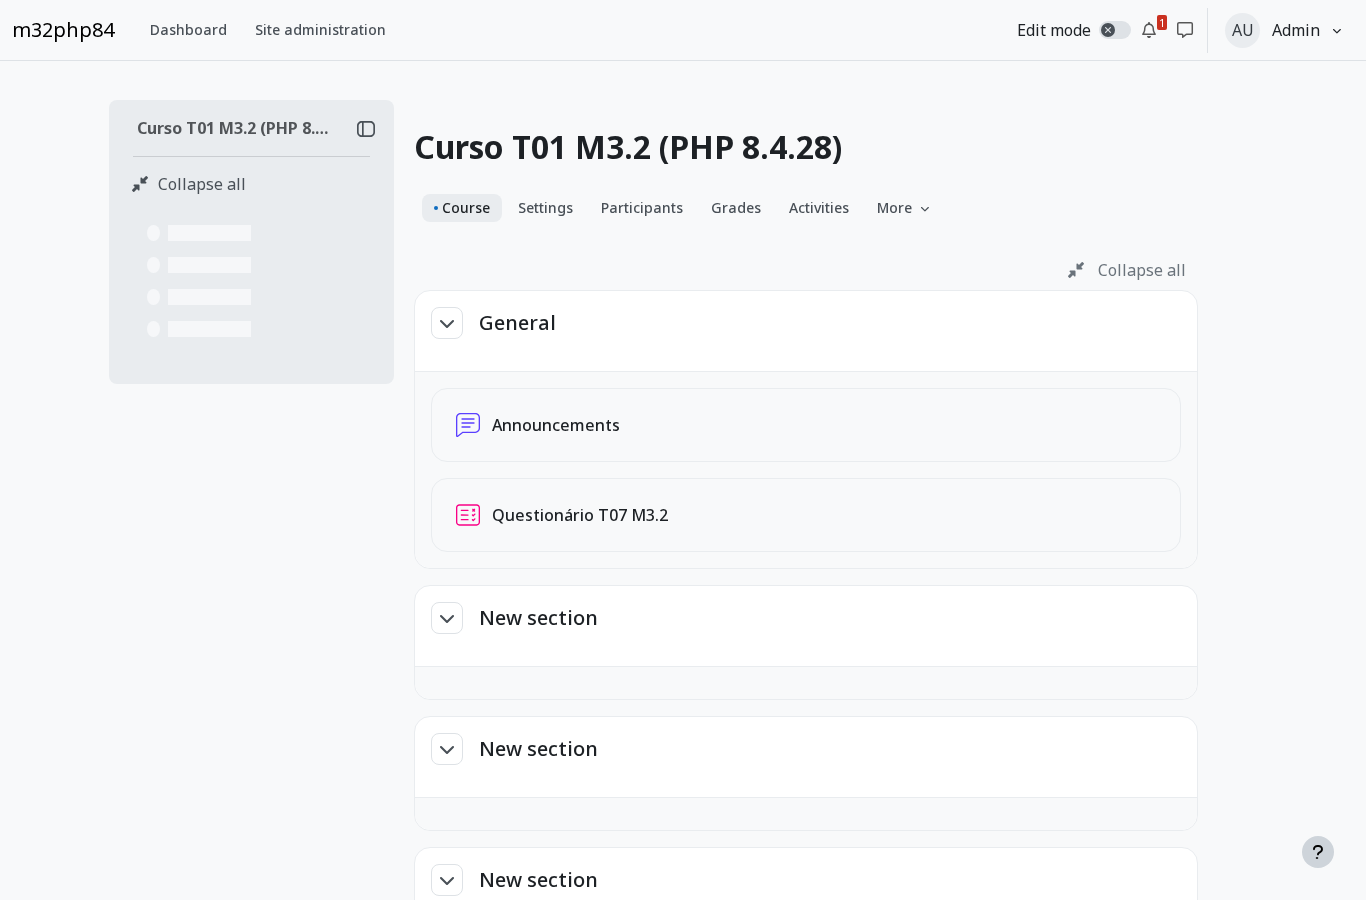 m32php84
Dashboard
Site administration
Edit mode
1
AU
Admin
Curso T01 M3.2 (PHP 8....
Collapse all
Curso T01 M3.2 (PHP 8.4.28)
Course
Settings
Participants
Grades
Activities
More
Collapse all
General
Announcements
Questionário T07 M3.2
New section
New section
New section
?